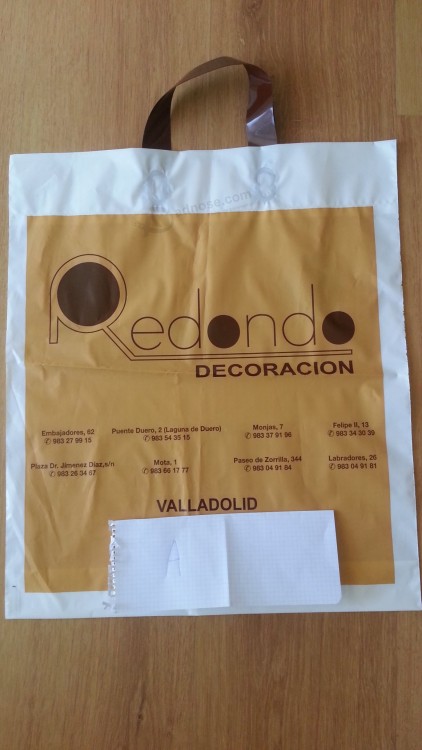 Redondo
DECORACION
Embajadores, 62
✆ 983 27 99 15
Puente Duero, 2 (Laguna de Duero)
✆ 983 54 35 15
Monjas, 7
✆ 983 37 91 96
Felipe II, 13
✆ 983 34 30 39
Plaza Dr. Jimenez Diaz,s/n
✆ 983 26 34 67
Mota, 1
✆ 983 60 17 77
Paseo de Zorrilla, 344
✆ 983 04 91 84
Labradores, 26
✆ 983 04 91 81
VALLADOLID
A